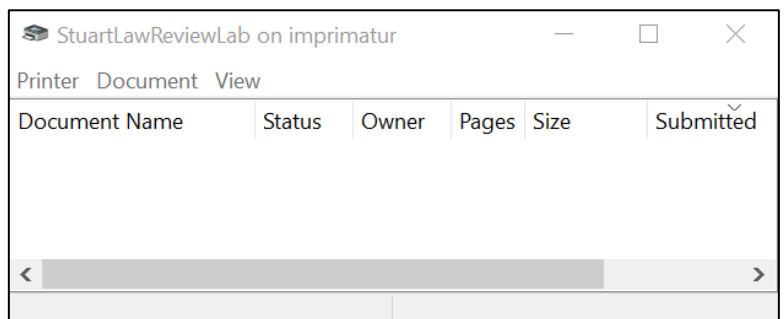 StuartLawReviewLab on imprimatur
Printer Document View
Document Name Status Owner Pages Size Submitted